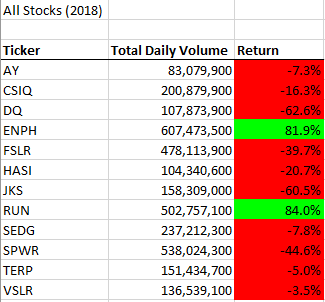 All Stocks (2018)
Ticker Total Daily Volume Return
AY 83,079,900 -7.3%
CSIQ 200,879,900 -16.3%
DQ 107,873,900 -62.6%
ENPH 607,473,500 81.9%
FSLR 478,113,900 -39.7%
HASI 104,340,600 -20.7%
JKS 158,309,000 -60.5%
RUN 502,757,100 84.0%
SEDG 237,212,300 -7.8%
SPWR 538,024,300 -44.6%
TERP 151,434,700 -5.0%
VSLR 136,539,100 -3.5%